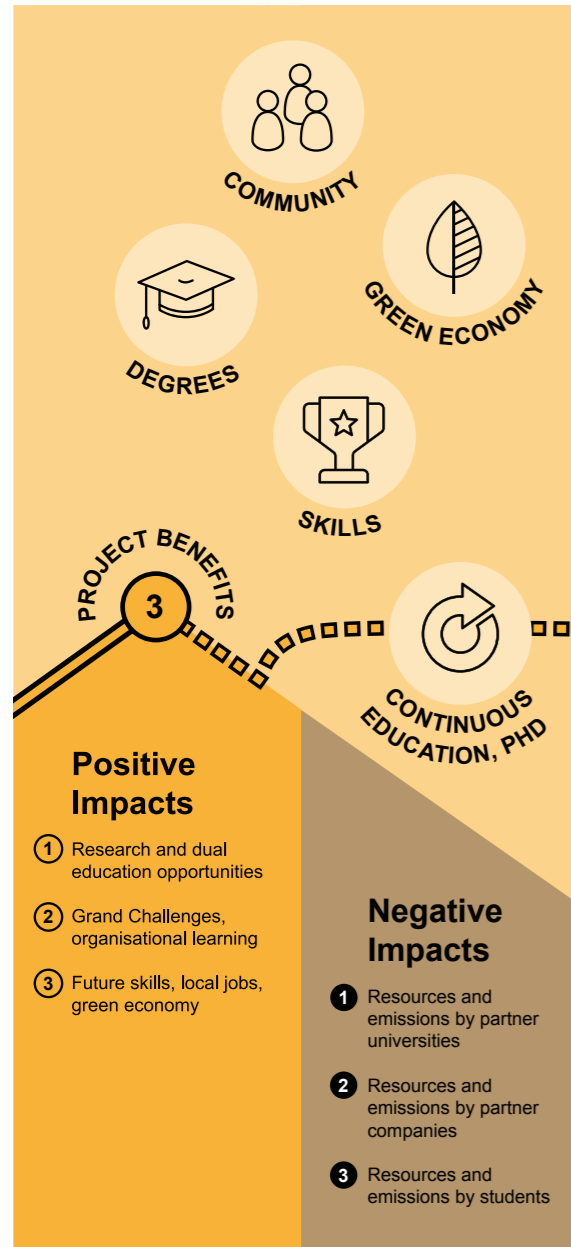 COMMUNITY
GREEN ECONOMY
DEGREES
SKILLS
PROJECT BENEFITS
3
CONTINUOUS
EDUCATION, PHD
Positive
Impacts
1 Research and dual
education opportunities
2 Grand Challenges,
organisational learning
3 Future skills, local jobs,
green economy
Negative
Impacts
1 Resources and
emissions by partner
universities
2 Resources and
emissions by partner
companies
3 Resources and
emissions by students